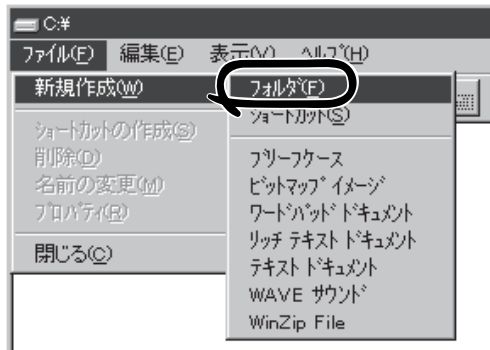 C:¥
ﾌｧｲﾙ(F) 編集(E) 表示(V) ﾍﾙﾌﾟ(H)
新規作成(W)
ｼｮｰﾄｶｯﾄの作成(S)
削除(D)
名前の変更(M)
ﾌﾟﾛﾊﾟﾃｨ(R)
閉じる(C)
ﾌｫﾙﾀﾞ(F)
ｼｮｰﾄｶｯﾄ(S)
ﾌﾞﾘｰﾌｹｰｽ
ﾋﾞｯﾄﾏｯﾌﾟ ｲﾒｰｼﾞ
ﾜｰﾄﾞﾊﾟｯﾄﾞ ﾄﾞｷｭﾒﾝﾄ
ﾘｯﾁ ﾃｷｽﾄ ﾄﾞｷｭﾒﾝﾄ
ﾃｷｽﾄ ﾄﾞｷｭﾒﾝﾄ
WAVE ｻｳﾝﾄﾞ
WinZip File